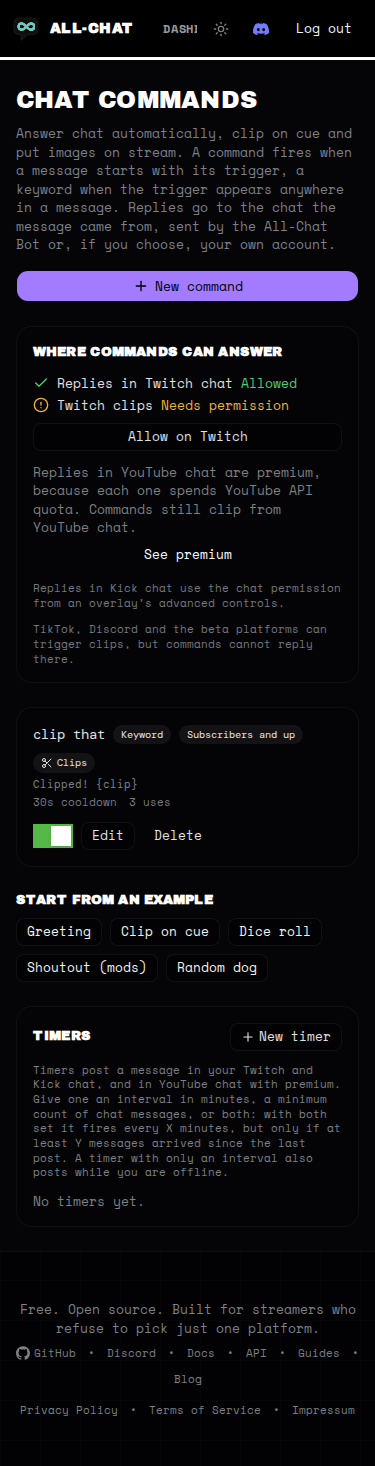 ALL-CHAT
Log out
CHAT COMMANDS
Answer chat automatically, clip on cue and
put images on stream. A command fires when
a message starts with its trigger, a
keyword when the trigger appears anywhere
in a message. Replies go to the chat the
message came from, sent by the All-Chat
Bot or, if you choose, your own account.
+ New command
WHERE COMMANDS CAN ANSWER
Replies in Twitch chat Allowed
Twitch clips Needs permission
Allow on Twitch
Replies in YouTube chat are premium,
because each one spends YouTube API
quota. Commands still clip from
YouTube chat.
See premium
Replies in Kick chat use the chat permission
from an overlay's advanced controls.
TikTok, Discord and the beta platforms can
trigger clips, but commands cannot reply
there.
clip that Keyword Subscribers and up
Clips
Clipped! {clip}
30s cooldown 3 uses
Edit Delete
START FROM AN EXAMPLE
Greeting Clip on cue Dice roll
Shoutout (mods) Random dog
TIMERS + New timer
Timers post a message in your Twitch and
Kick chat, and in YouTube chat with premium.
Give one an interval in minutes, a minimum
count of chat messages, or both: with both
set it fires every X minutes, but only if at
least Y messages arrived since the last
post. A timer with only an interval also
posts while you are offline.
No timers yet.
Free. Open source. Built for streamers who
refuse to pick just one platform.
GitHub • Discord • Docs • API • Guides •
Blog
Privacy Policy • Terms of Service • Impressum